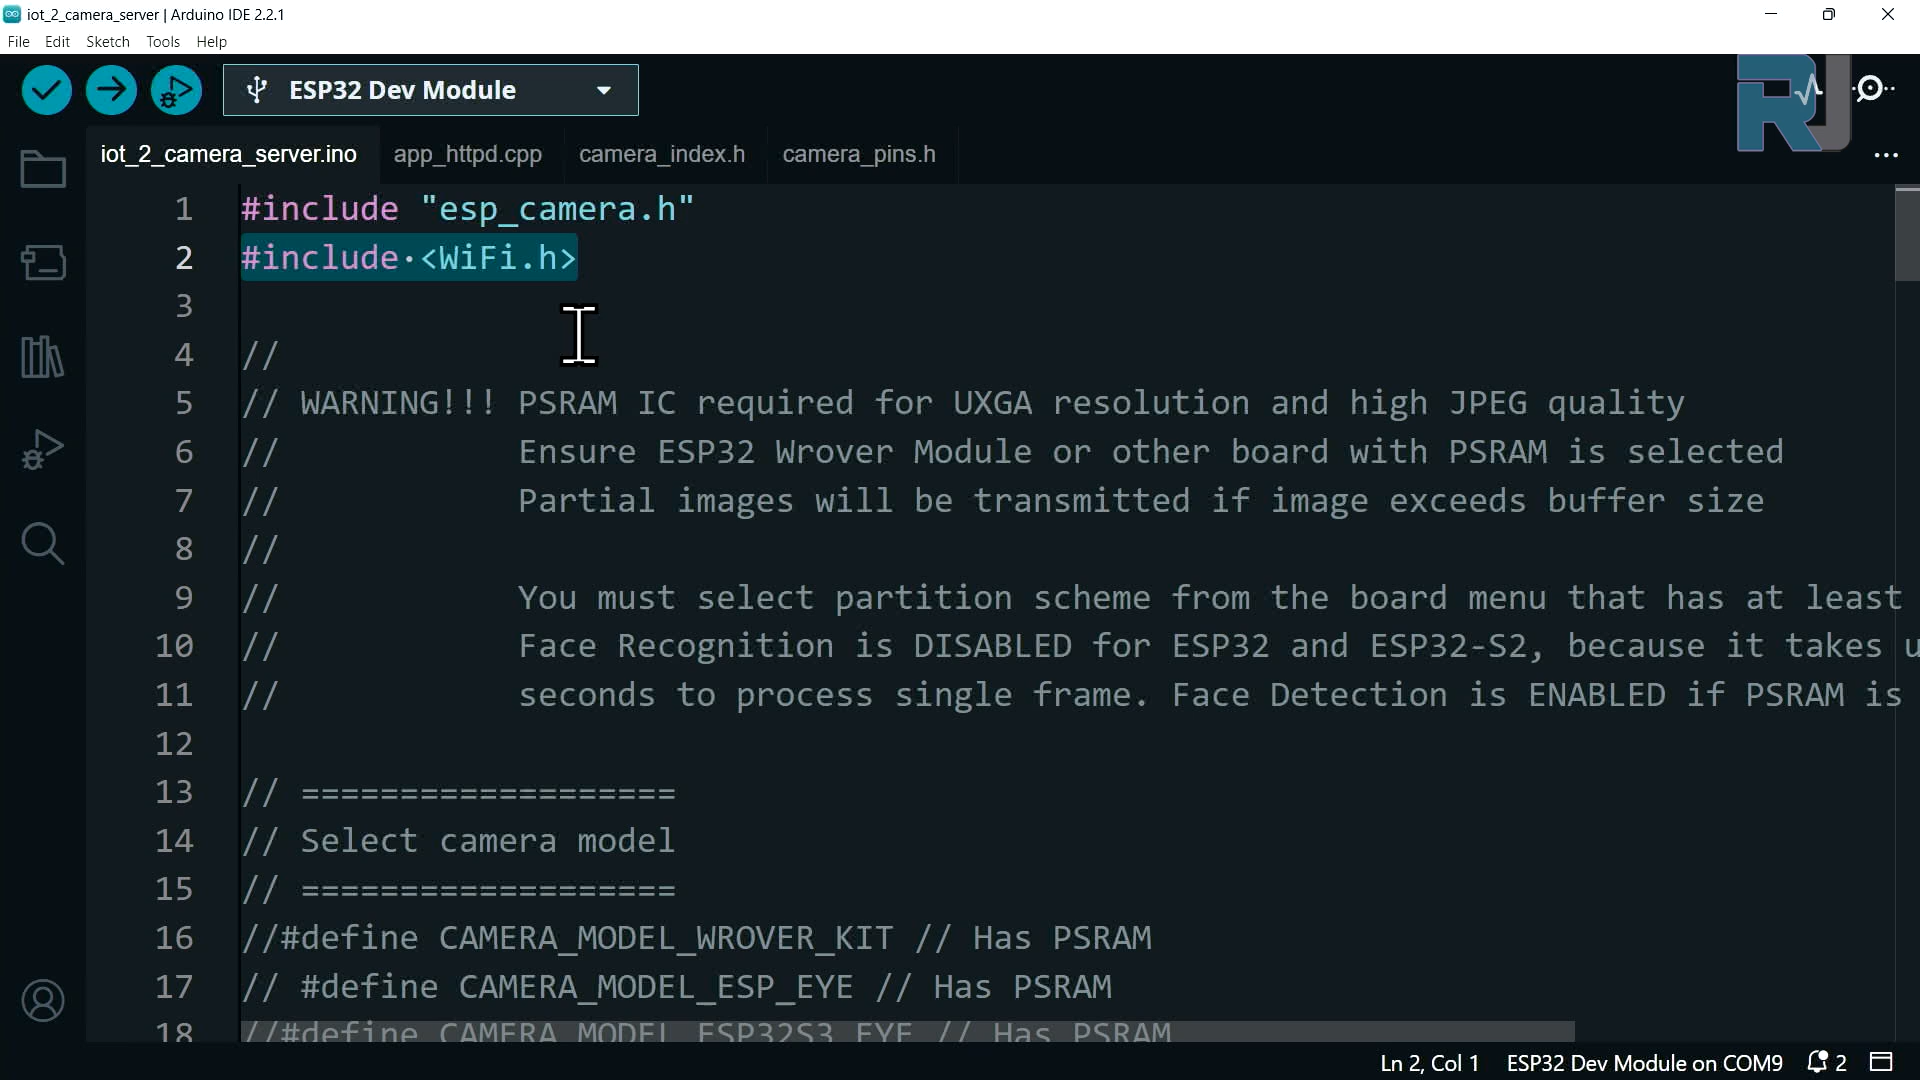 iot_2_camera_server | Arduino IDE 2.2.1
File Edit Sketch Tools Help
ESP32 Dev Module
RJ
iot_2_camera_server.ino app_httpd.cpp camera_index.h camera_pins.h
1 #include "esp_camera.h"
2 #include·<WiFi.h>
3
4 //
5 // WARNING!!! PSRAM IC required for UXGA resolution and high JPEG quality
6 // Ensure ESP32 Wrover Module or other board with PSRAM is selected
7 // Partial images will be transmitted if image exceeds buffer size
8 //
9 // You must select partition scheme from the board menu that has at least
10 // Face Recognition is DISABLED for ESP32 and ESP32-S2, because it takes u
11 // seconds to process single frame. Face Detection is ENABLED if PSRAM is
12
13 // ===================
14 // Select camera model
15 // ===================
16 //#define CAMERA_MODEL_WROVER_KIT // Has PSRAM
17 // #define CAMERA_MODEL_ESP_EYE // Has PSRAM
18 //#define CAMERA_MODEL_ESP32S3_EYE // Has PSRAM
Ln 2, Col 1 ESP32 Dev Module on COM9 2